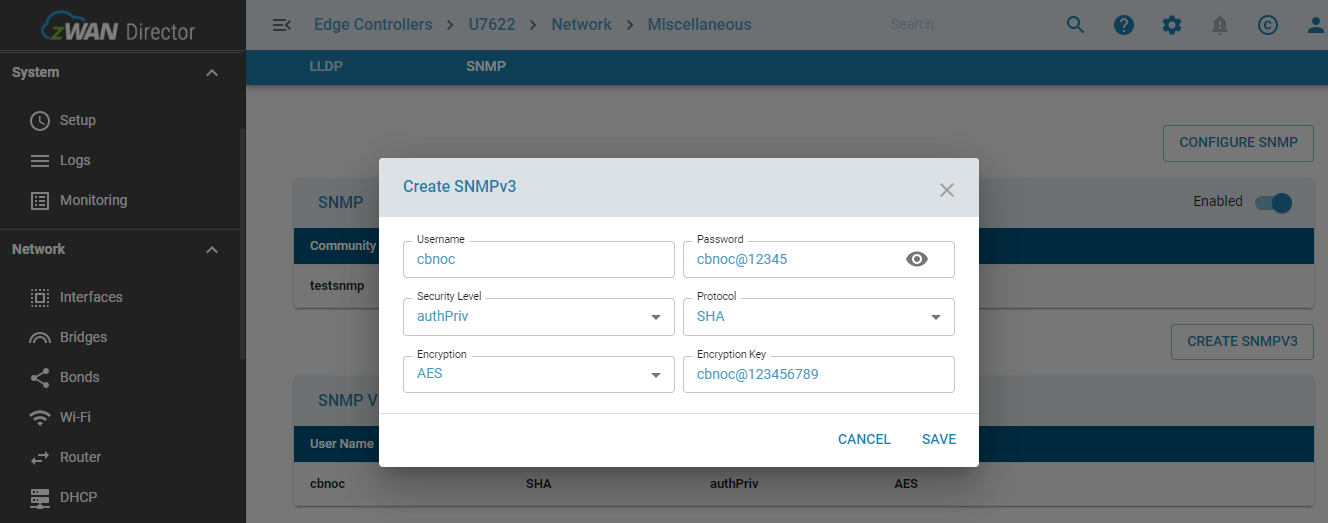 zWAN Director
Edge Controllers > U7622 > Network > Miscellaneous
Search
C
LLDP SNMP
System
Setup
Logs
Monitoring
Network
Interfaces
Bridges
Bonds
Wi-Fi
Router
DHCP
CONFIGURE SNMP
SNMP
Enabled
Community
testsnmp
CREATE SNMPV3
SNMP V
User Name
cbnoc SHA authPriv AES
Create SNMPv3
Username
cbnoc
Password
cbnoc@12345
Security Level
authPriv
Protocol
SHA
Encryption
AES
Encryption Key
cbnoc@123456789
CANCEL SAVE